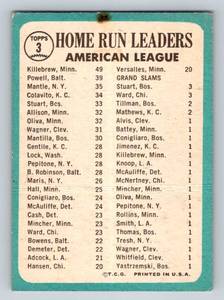 TOPPS
3
HOME RUN LEADERS
AMERICAN LEAGUE
Killebrew, Minn. 49
Powell, Balt. 39
Mantle, N.Y. 35
Colavito, K.C. 34
Stuart, Bos. 33
Allison, Minn. 32
Oliva, Minn. 32
Wagner, Clev. 31
Mantilla, Bos. 30
Gentile, K.C. 28
Lock, Wash. 28
Pepitone, N.Y. 28
B. Robinson, Balt. 28
Maris, N.Y. 26
Hall, Minn. 25
Conigliaro, Bos. 24
McAuliffe, Det. 24
Cash, Det. 23
Mincher, Minn. 23
Ward, Chi. 23
Bowens, Balt. 22
Demeter, Det. 22
Adcock, L.A. 21
Hansen, Chi. 20
Versalles, Minn. 20
GRAND SLAMS
Stuart, Bos. 3
Ward, Chi. 3
Tillman, Bos. 2
Mathews, K.C. 2
Alvis, Clev. 1
Battey, Minn. 1
Conigliaro, Bos. 1
Jimenez, K.C. 1
Killebrew, Minn. 1
Knoop, L.A. 1
McAuliffe, Det. 1
McNertney, Chi. 1
Mincher, Minn. 1
Oliva, Minn. 1
Pepitone, N.Y. 1
Rollins, Minn. 1
Smith, L.A. 1
Thomas, Bos. 1
Tresh, N.Y. 1
Wagner, Clev. 1
Whitfield, Clev. 1
Yastrzemski, Bos. 1
© T.C.G. PRINTED IN U.S.A.